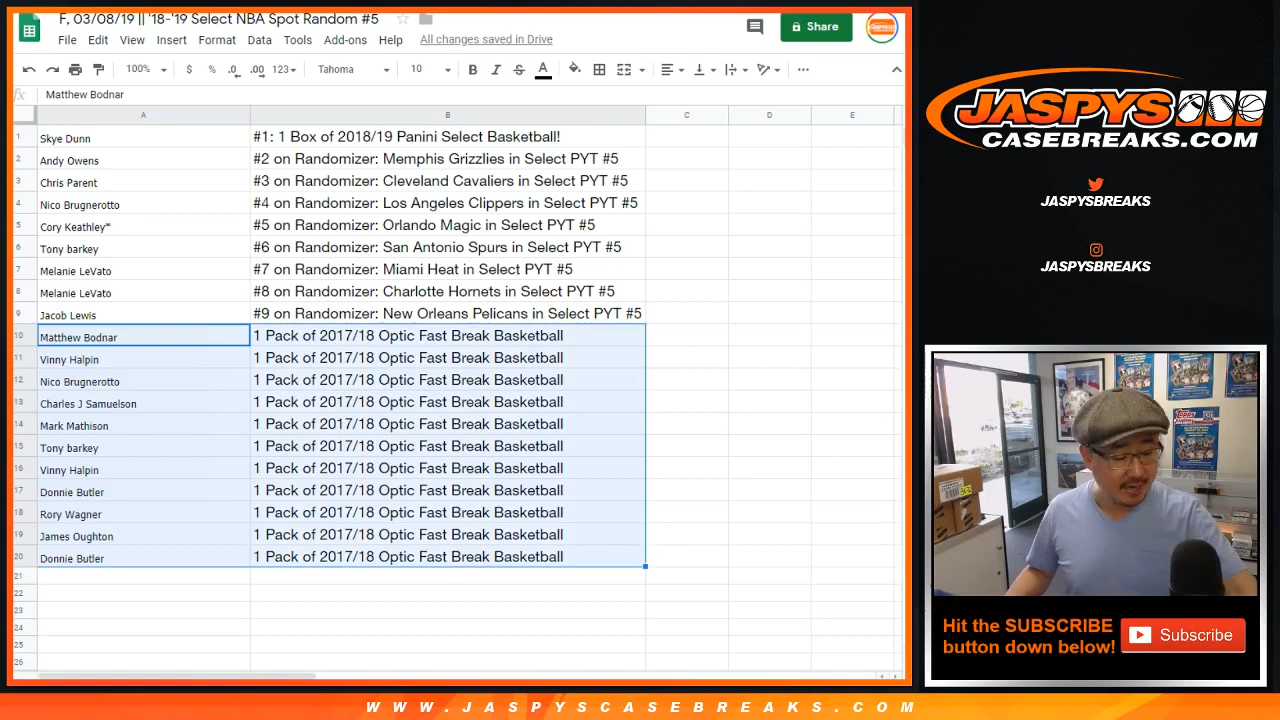 F, 03/08/19 || '18-'19 Select NBA Spot Random #5
File Edit View Insert Format Data Tools Add-ons Help All changes saved in Drive
Share
100% $ % .0 .00 123 Tahoma 10 B I S A
fx Matthew Bodnar
A B C D E
1 Skye Dunn #1: 1 Box of 2018/19 Panini Select Basketball!
2 Andy Owens #2 on Randomizer: Memphis Grizzlies in Select PYT #5
3 Chris Parent #3 on Randomizer: Cleveland Cavaliers in Select PYT #5
4 Nico Brugnerotto #4 on Randomizer: Los Angeles Clippers in Select PYT #5
5 Cory Keathley* #5 on Randomizer: Orlando Magic in Select PYT #5
6 Tony barkey #6 on Randomizer: San Antonio Spurs in Select PYT #5
7 Melanie LeVato #7 on Randomizer: Miami Heat in Select PYT #5
8 Melanie LeVato #8 on Randomizer: Charlotte Hornets in Select PYT #5
9 Jacob Lewis #9 on Randomizer: New Orleans Pelicans in Select PYT #5
10 Matthew Bodnar 1 Pack of 2017/18 Optic Fast Break Basketball
11 Vinny Halpin 1 Pack of 2017/18 Optic Fast Break Basketball
12 Nico Brugnerotto 1 Pack of 2017/18 Optic Fast Break Basketball
13 Charles J Samuelson 1 Pack of 2017/18 Optic Fast Break Basketball
14 Mark Mathison 1 Pack of 2017/18 Optic Fast Break Basketball
15 Tony barkey 1 Pack of 2017/18 Optic Fast Break Basketball
16 Vinny Halpin 1 Pack of 2017/18 Optic Fast Break Basketball
17 Donnie Butler 1 Pack of 2017/18 Optic Fast Break Basketball
18 Rory Wagner 1 Pack of 2017/18 Optic Fast Break Basketball
19 James Oughton 1 Pack of 2017/18 Optic Fast Break Basketball
20 Donnie Butler 1 Pack of 2017/18 Optic Fast Break Basketball
21
22
23
24
25
26
JASPYS
CASEBREAKS.COM
JASPYSBREAKS
JASPYSBREAKS
Hit the SUBSCRIBE
button down below!
Subscribe
WWW.JASPYSCASEBREAKS.COM